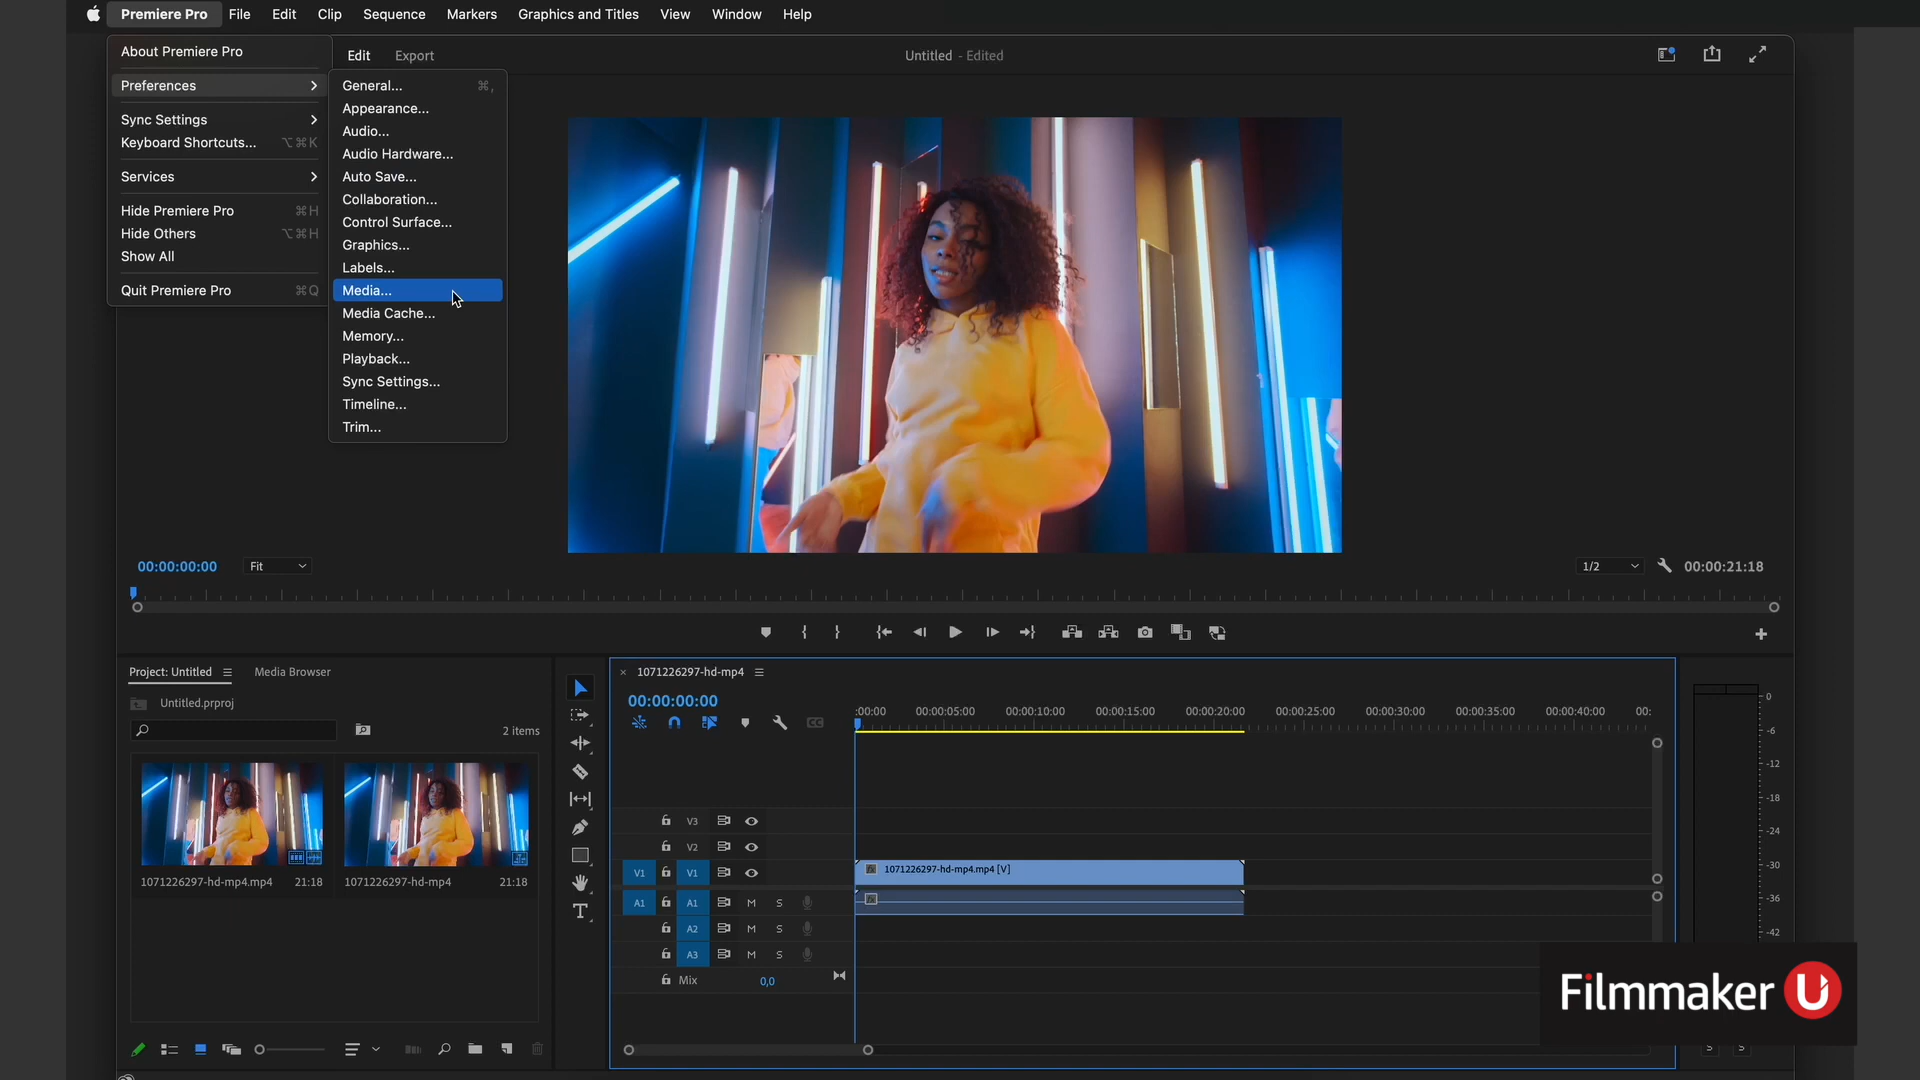 Premiere Pro File Edit Clip Sequence Markers Graphics and Titles View Window Help
About Premiere Pro
Preferences
Sync Settings
Keyboard Shortcuts... ⌥⌘K
Services
Hide Premiere Pro ⌘H
Hide Others ⌥⌘H
Show All
Quit Premiere Pro ⌘Q
Edit Export
Untitled - Edited
General... ⌘,
Appearance...
Audio...
Audio Hardware...
Auto Save...
Collaboration...
Control Surface...
Graphics...
Labels...
Media...
Media Cache...
Memory...
Playback...
Sync Settings...
Timeline...
Trim...
00:00:00:00 Fit 1/2 00:00:21:18
Project: Untitled Media Browser
Untitled.prproj
2 items
1071226297-hd-mp4.mp4 21:18 1071226297-hd-mp4 21:18
1071226297-hd-mp4
00:00:00:00
:00:00 00:00:05:00 00:00:10:00 00:00:15:00 00:00:20:00 00:00:25:00 00:00:30:00 00:00:35:00 00:00:40:00 00:
V3
V2
V1 V1 1071226297-hd-mp4.mp4 [V]
A1 A1 M S
A2 M S
A3 M S
Mix 0,0
0
-6
-12
-18
-24
-30
-36
-42
Filmmaker U
S S